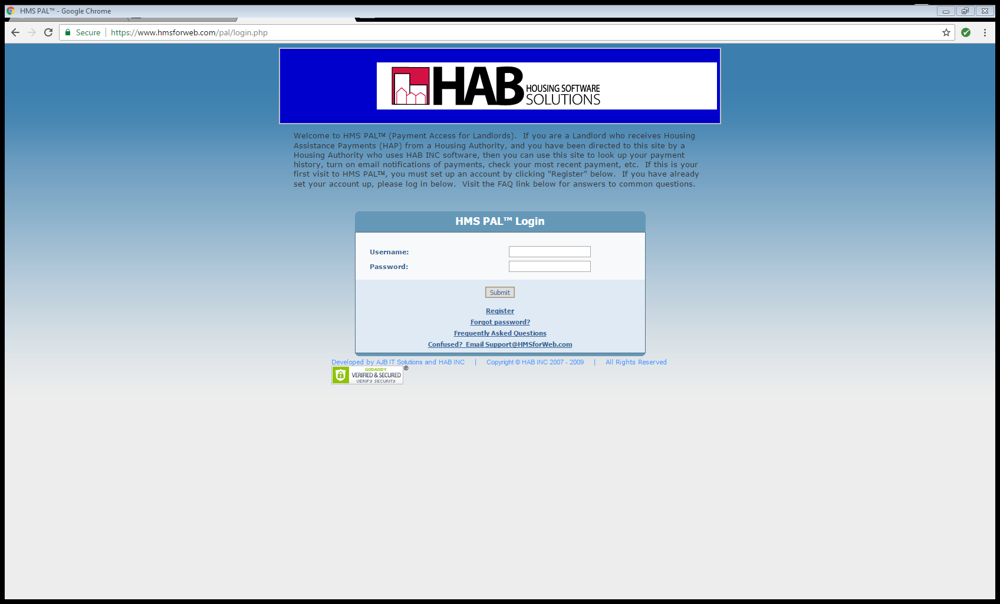 HMS PAL™ - Google Chrome
Secure
https://www.hmsforweb.com/pal/login.php
HAB HOUSING SOFTWARE
SOLUTIONS
Welcome to HMS PAL™ (Payment Access for Landlords).  If you are a Landlord who receives Housing
Assistance Payments (HAP) from a Housing Authority, and you have been directed to this site by a
Housing Authority who uses HAB INC software, then you can use this site to look up your payment
history, turn on email notifications of payments, check your most recent payment, etc.  If this is your
first visit to HMS PAL™, you must set up an account by clicking "Register" below.  If you have already
set your account up, please log in below.  Visit the FAQ link below for answers to common questions.
HMS PAL™ Login
Username:
Password:
Submit
Register
Forgot password?
Frequently Asked Questions
Confused?  Email Support@HMSforWeb.com
Developed by AJB IT Solutions and HAB INC | Copyright © HAB INC 2007 - 2009 | All Rights Reserved
GODADDY
VERIFIED & SECURED
VERIFY SECURITY
®